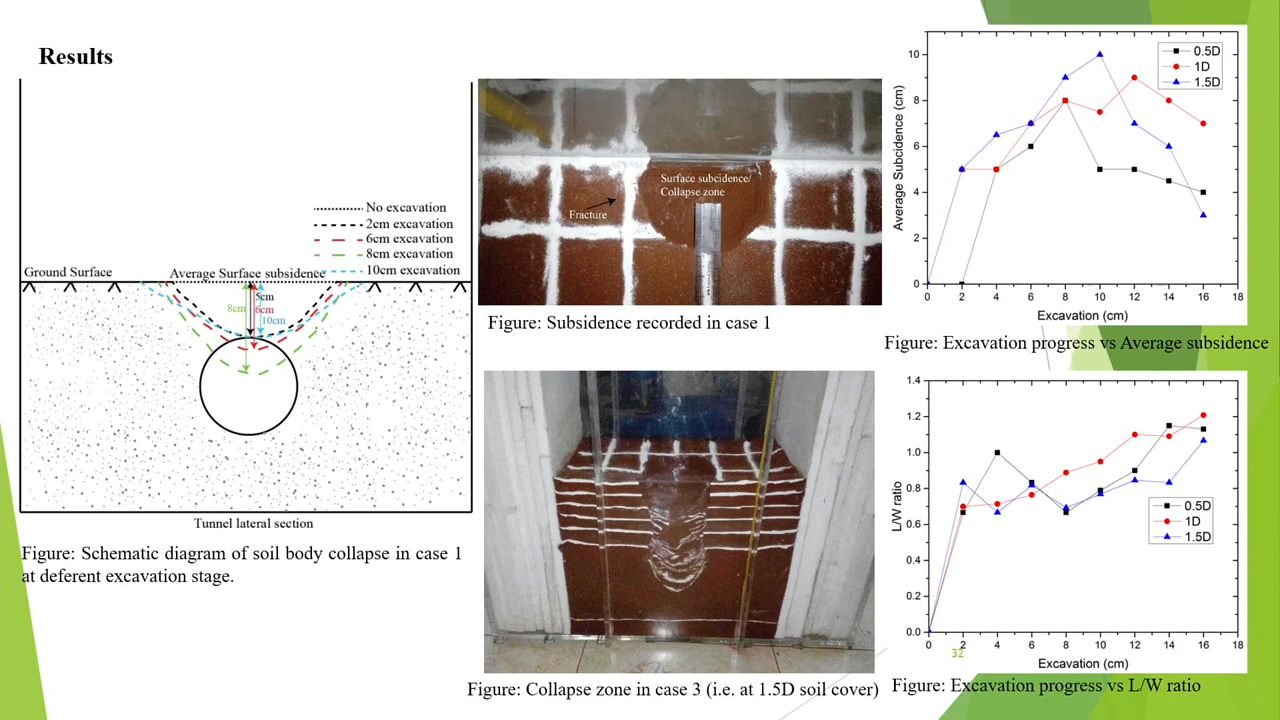 Results
No excavation
2cm excavation
6cm excavation
8cm excavation
10cm excavation
Ground Surface
Average Surface subsidence
5cm
8cm
6cm
10cm
Tunnel lateral section
Figure: Schematic diagram of soil body collapse in case 1
at deferent excavation stage.
Surface subcidence/
Collapse zone
Fracture
Figure: Subsidence recorded in case 1
Figure: Collapse zone in case 3 (i.e. at 1.5D soil cover)
0.5D
1D
1.5D
Average Subcidence (cm)
10
8
6
4
2
0
0 2 4 6 8 10 12 14 16 18
Excavation (cm)
Figure: Excavation progress vs Average subsidence
1.4
1.2
1.0
0.8
0.6
0.4
0.2
0.0
L/W ratio
0.5D
1D
1.5D
0 2 4 6 8 10 12 14 16 18
32
Excavation (cm)
Figure: Excavation progress vs L/W ratio